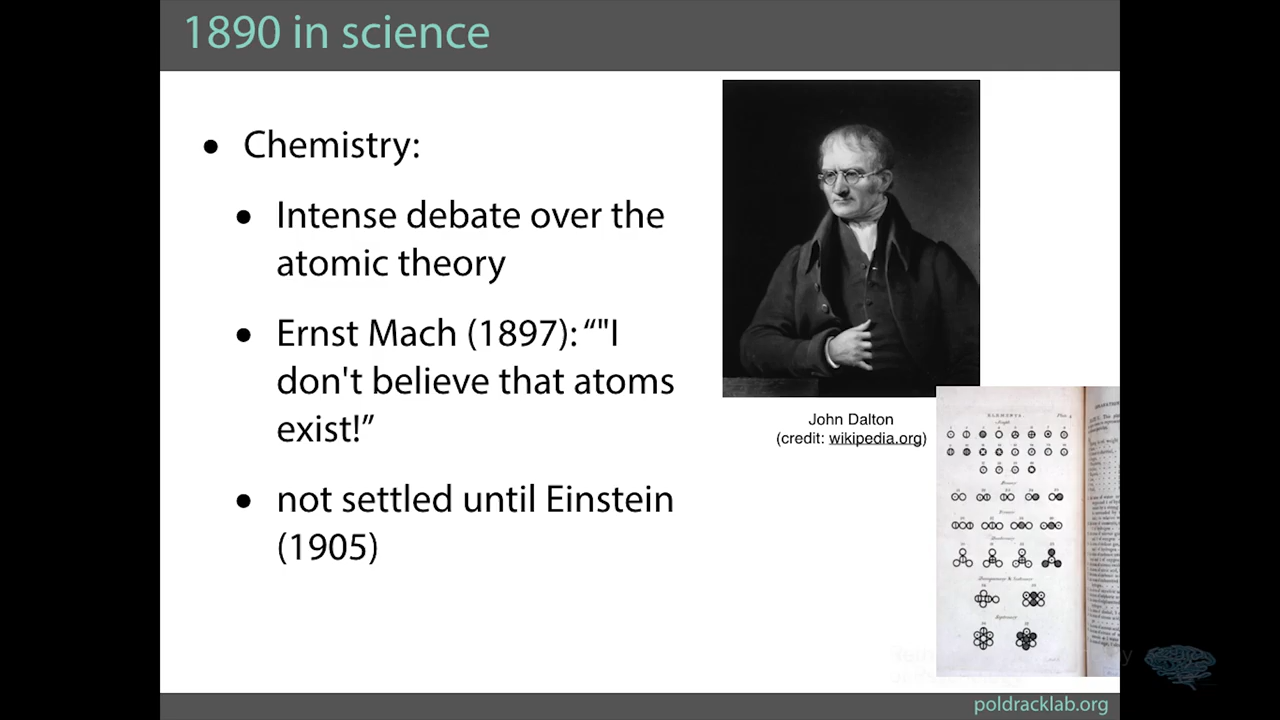 1890 in science
• Chemistry:
• Intense debate over the
atomic theory
• Ernst Mach (1897): “"I
don't believe that atoms
exist!”
• not settled until Einstein
(1905)
John Dalton
(credit: wikipedia.org)
ELEMENTS
poldracklab.org